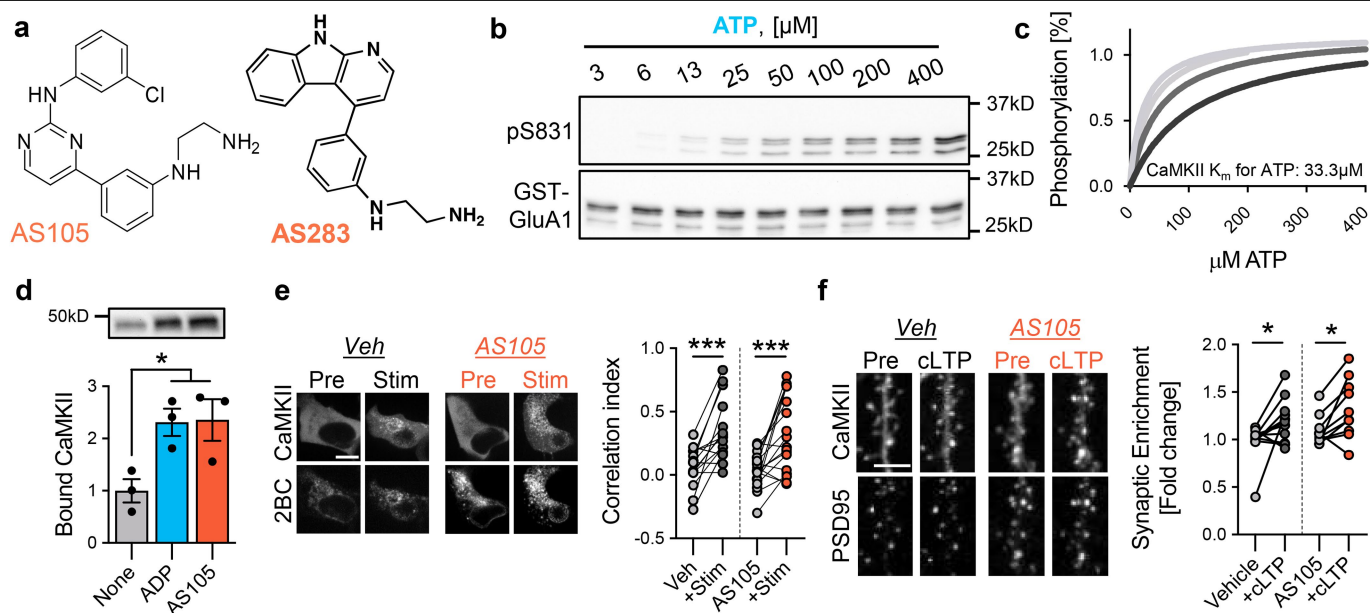 a
HN
Cl
N
N
N
H
NH2
AS105
H
N
N
N
H
NH2
AS283
b
ATP, [µM]
3 6 13 25 50 100 200 400
pS831
37kD
25kD
GST-
GluA1
37kD
25kD
c
Phosphorylation [%]
1.0
0.5
0.0
CaMKII Km for ATP: 33.3µM
0 100 200 300 400
µM ATP
d
50kD
*
Bound CaMKII
3
2
1
0
None ADP AS105
e
Veh AS105
Pre Stim Pre Stim
CaMKII
2BC
Correlation index
1.0
0.5
0.0
-0.5
*** ***
Veh +Stim AS105 +Stim
f
Veh AS105
Pre cLTP Pre cLTP
CaMKII
PSD95
Synaptic Enrichment
[Fold change]
2.0
1.5
1.0
0.5
0.0
* *
Vehicle +cLTP AS105 +cLTP